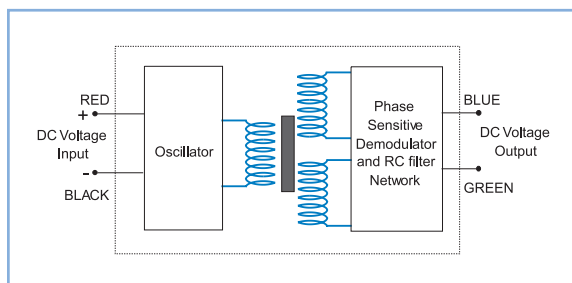 RED
+
DC Voltage
Input
-
BLACK
Oscillator
Phase
Sensitive
Demodulator
and RC filter
Network
BLUE
DC Voltage
Output
GREEN